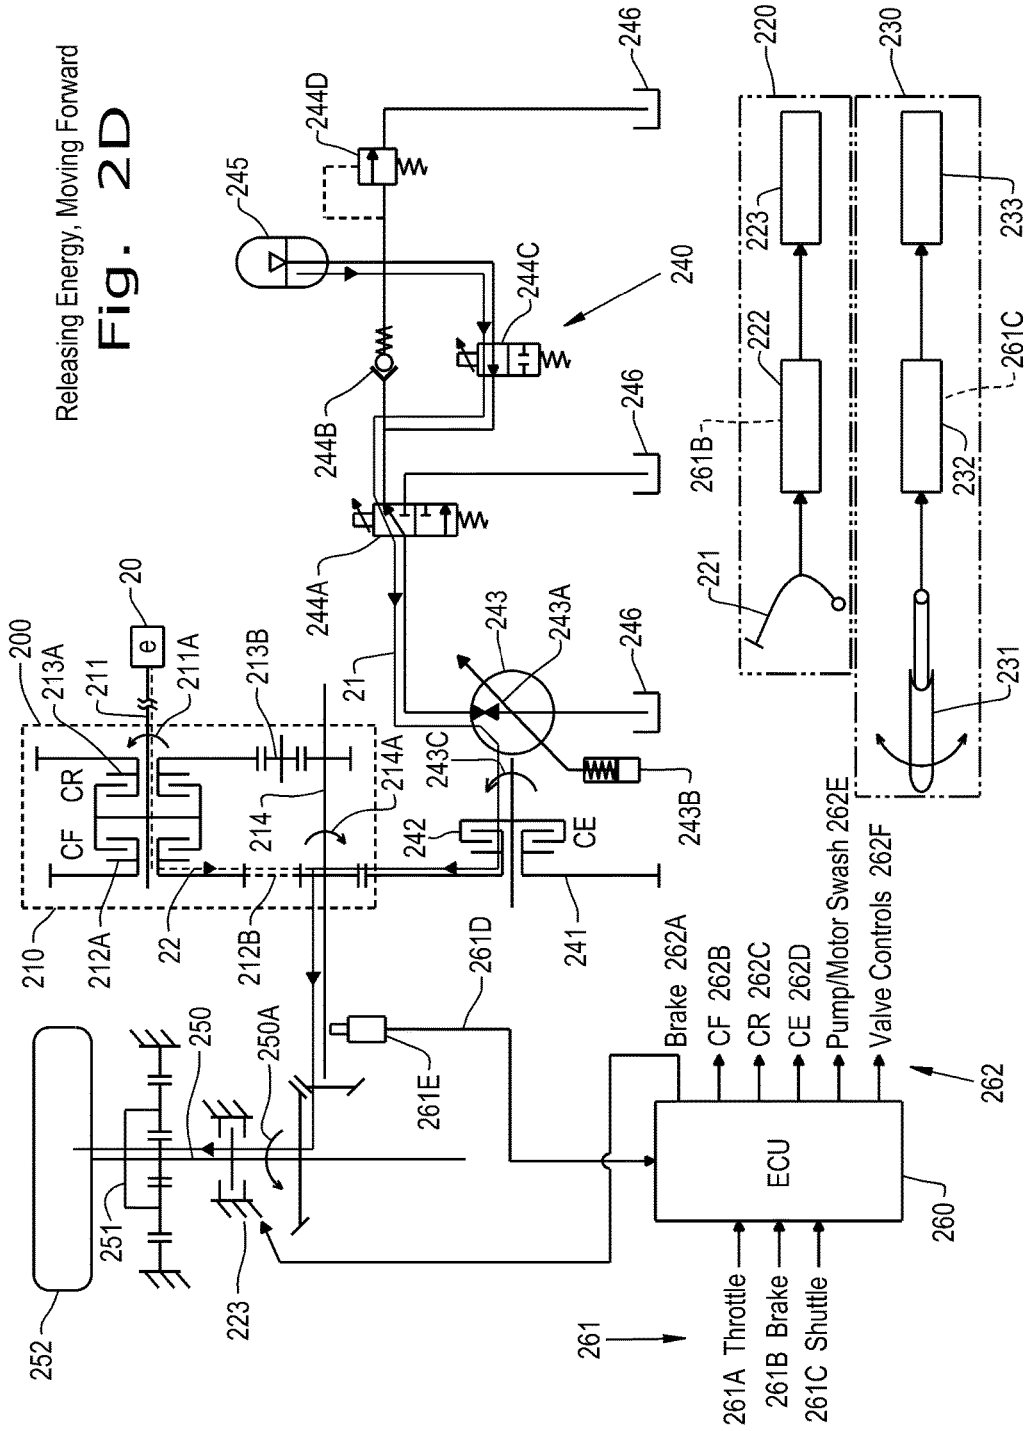 Releasing Energy, Moving Forward
Fig. 2D
252
251
250
223
250A
210
212A
22
212B
CF
CR
200
213A
211
20
e
211A
213B
214
214A
261E
261D
241
242
CE
243C
243
243A
243B
21
244A
244B
244C
244D
245
240
246
246
246
261
261A Throttle
261B Brake
261C Shuttle
ECU
260
262
Brake 262A
CF 262B
CR 262C
CE 262D
Pump/Motor Swash 262E
Valve Controls 262F
220
221
222
223
261B
230
231
232
233
261C